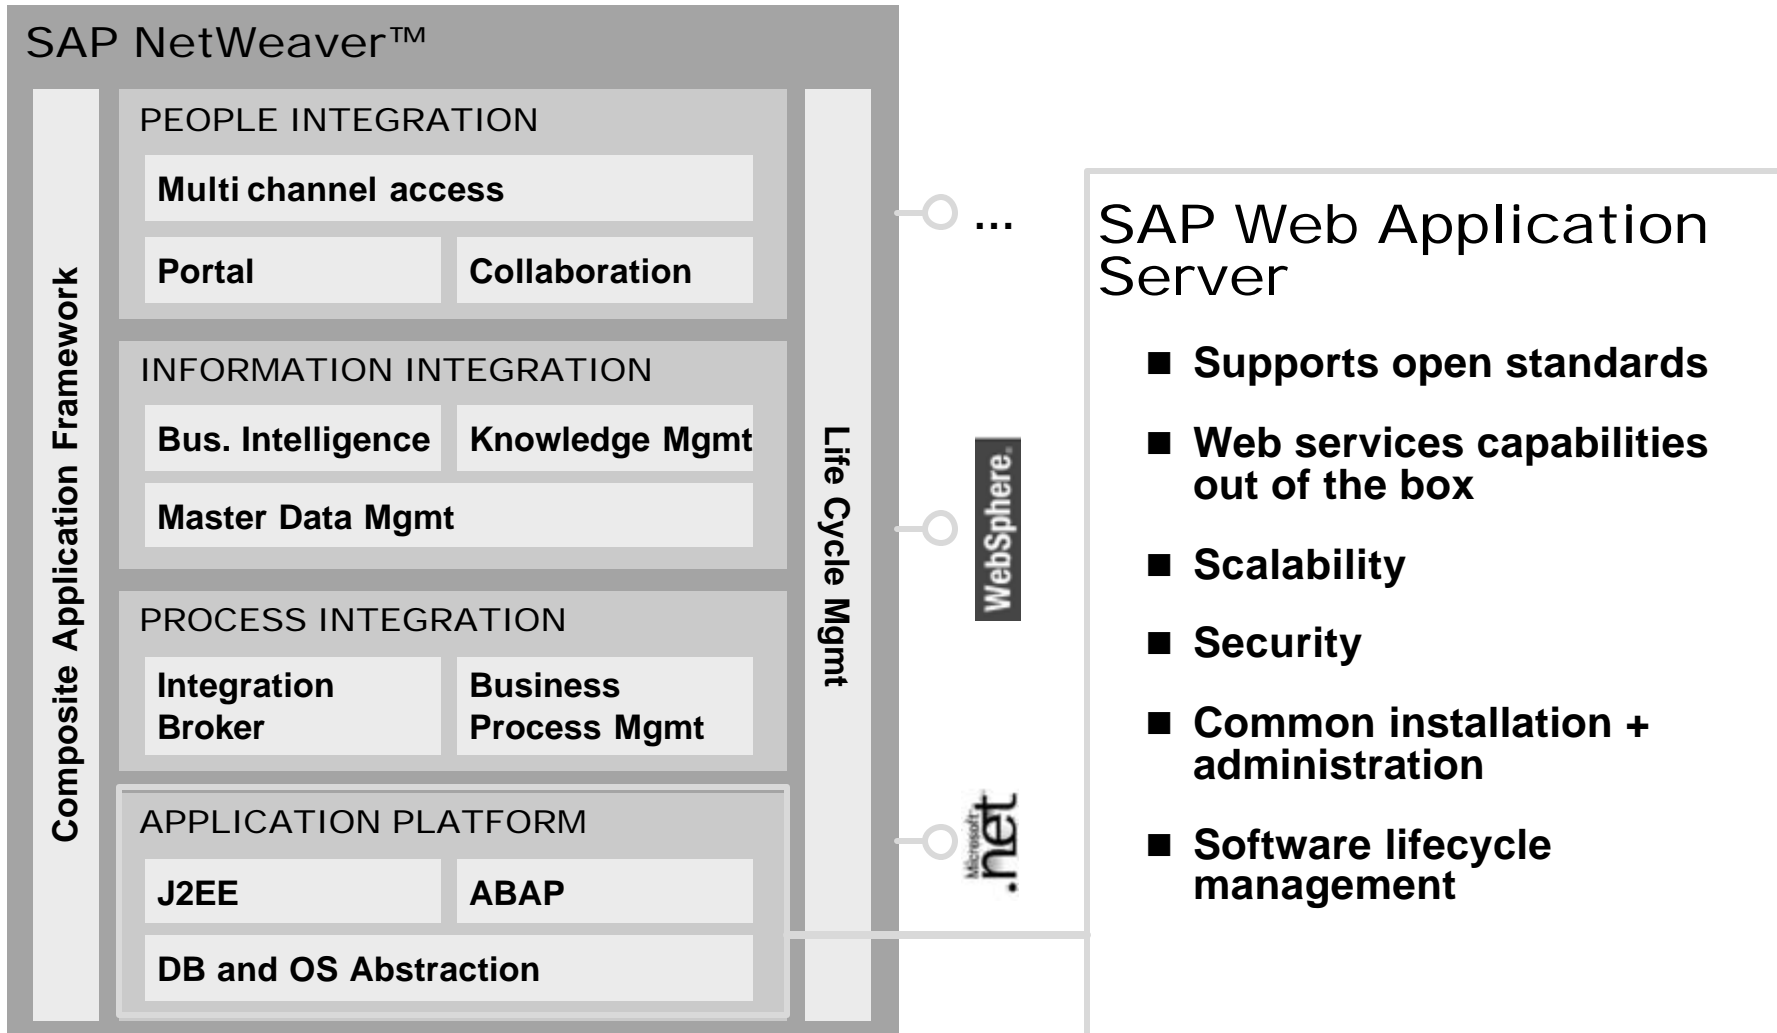 SAP NetWeaver™
Composite Application Framework
PEOPLE INTEGRATION
Multi channel access
Portal
Collaboration
INFORMATION INTEGRATION
Bus. Intelligence
Knowledge Mgmt
Master Data Mgmt
PROCESS INTEGRATION
Integration
Broker
Business
Process Mgmt
APPLICATION PLATFORM
J2EE
ABAP
DB and OS Abstraction
Life Cycle Mgmt
...
WebSphere.
Microsoft
.net
SAP Web Application
Server
■ Supports open standards
■ Web services capabilities
out of the box
■ Scalability
■ Security
■ Common installation +
administration
■ Software lifecycle
management